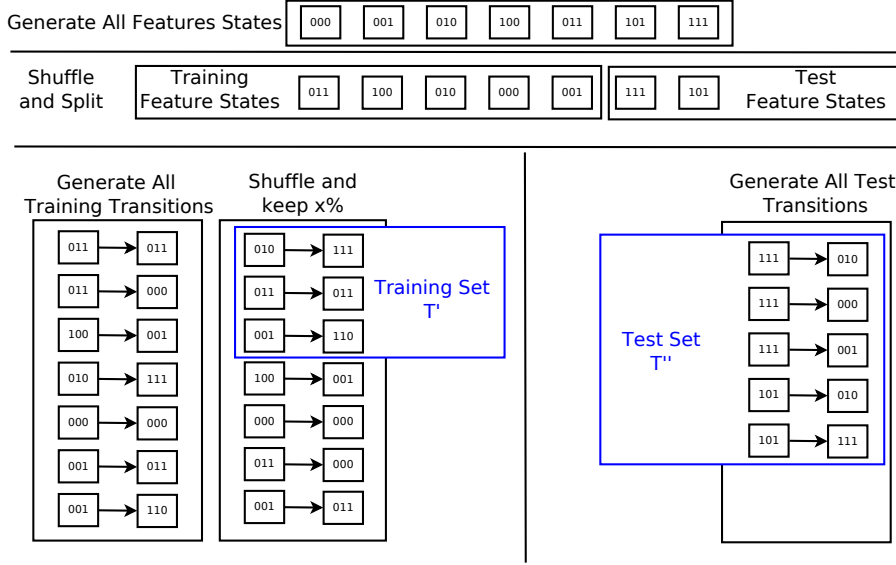 Generate All Features States 000 001 010 100 011 101 111
Shuffle
and Split
Training
Feature States
011 100 010 000 001 111 101
Test
Feature States
Generate All
Training Transitions
011 011
011 000
100 001
010 111
000 000
001 011
001 110
Shuffle and
keep x%
010 111
011 011
001 110
100 001
000 000
011 000
001 011
Training Set
T'
Generate All Test
Transitions
Test Set
T''
111 010
111 000
111 001
101 010
101 111